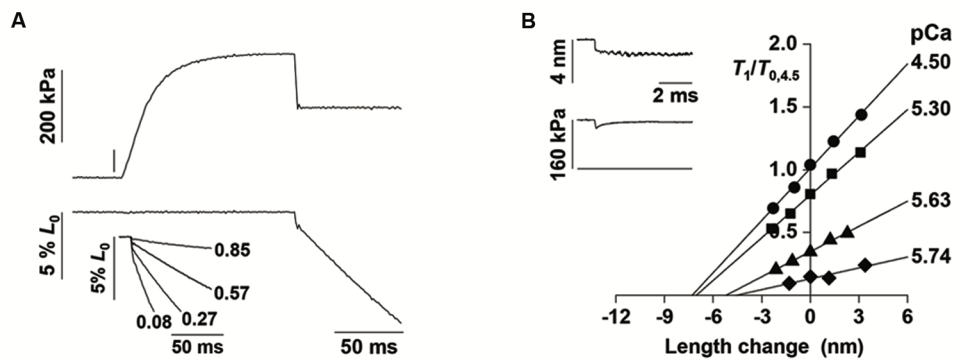 A
200 kPa
5 % L0
5% L0
0.85
0.57
0.27
0.08
50 ms
50 ms
B
4 nm
2 ms
160 kPa
T1/T0,4.5
2.0
1.5
1.0
0.5
pCa
4.50
5.30
5.63
5.74
-12 -9 -6 -3 0 3 6
Length change (nm)